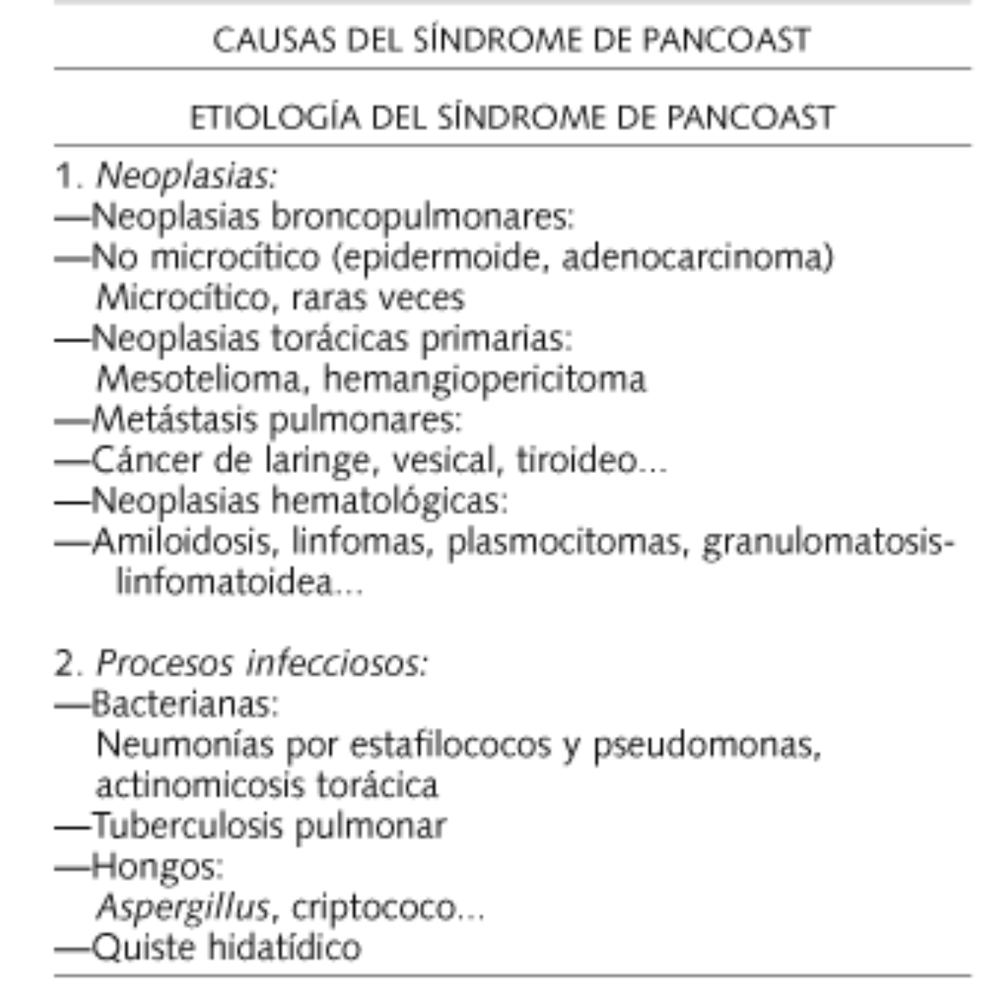 CAUSAS DEL SÍNDROME DE PANCOAST
ETIOLOGÍA DEL SÍNDROME DE PANCOAST
1. Neoplasias:
—Neoplasias broncopulmonares:
—No microcítico (epidermoide, adenocarcinoma)
Microcítico, raras veces
—Neoplasias torácicas primarias:
Mesotelioma, hemangiopericitoma
—Metástasis pulmonares:
—Cáncer de laringe, vesical, tiroideo...
—Neoplasias hematológicas:
—Amiloidosis, linfomas, plasmocitomas, granulomatosis-
linfomatoidea...
2. Procesos infecciosos:
—Bacterianas:
Neumonías por estafilococos y pseudomonas,
actinomicosis torácica
—Tuberculosis pulmonar
—Hongos:
Aspergillus, criptococo...
—Quiste hidatídico